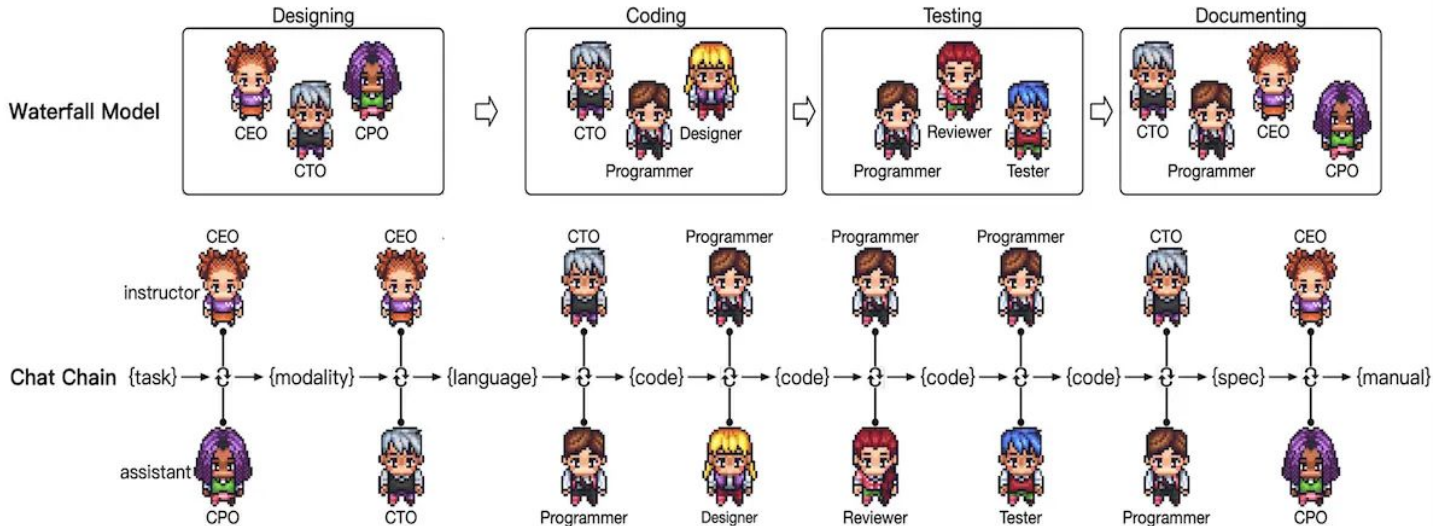 Designing Coding Testing Documenting
Waterfall Model
CEO CPO CTO
CTO Designer Programmer
Reviewer Programmer Tester
CTO CEO Programmer CPO
CEO CEO CTO Programmer Programmer Programmer CTO CEO
instructor
Chat Chain {task} {modality} {language} {code} {code} {code} {code} {spec} {manual}
assistant
CPO CTO Programmer Designer Reviewer Tester Programmer CPO